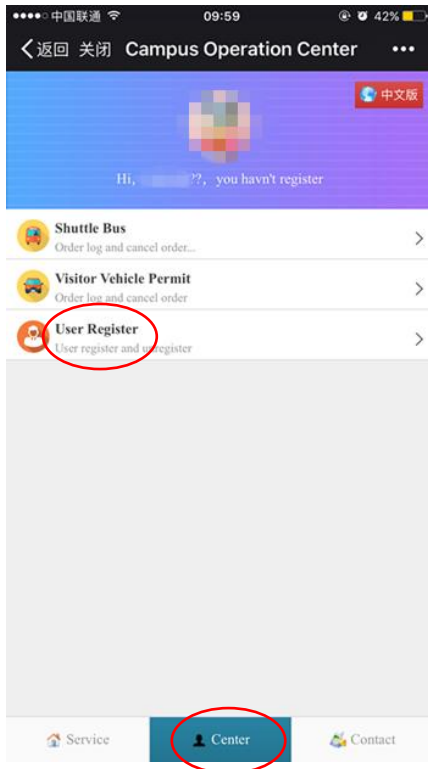 中国联通 09:59 42%
返回 关闭 Campus Operation Center
中文版
Hi, ??, you havn't register
Shuttle Bus
Order log and cancel order...
Visitor Vehicle Permit
Order log and cancel order
User Register
User register and unregister
Service Center Contact